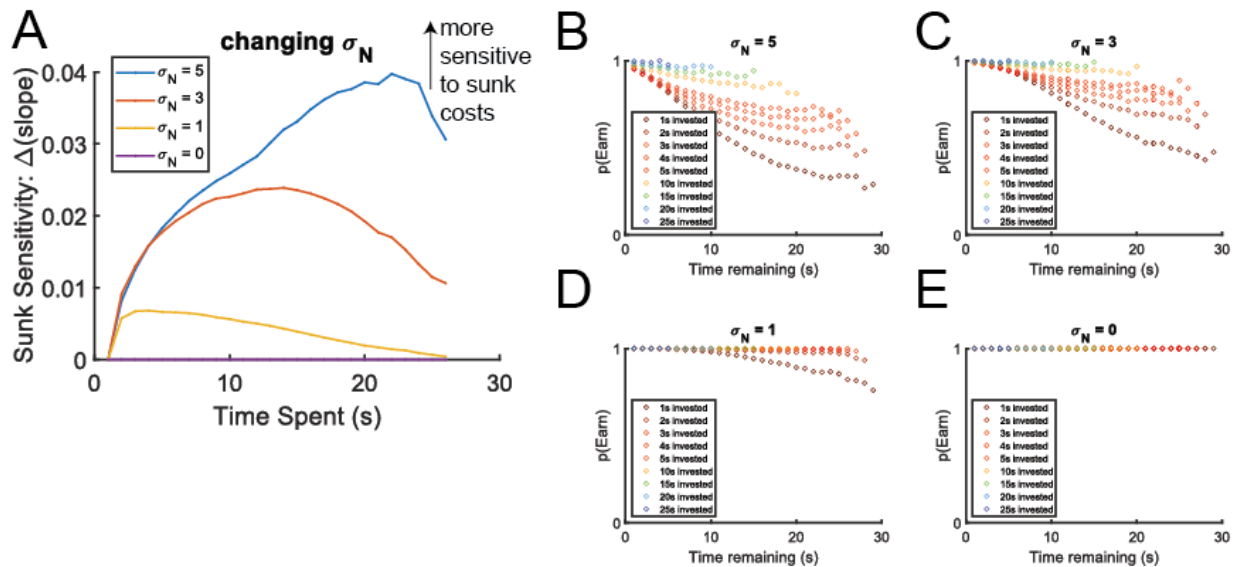 A
changing σN
more
sensitive
to sunk
costs
σN = 5
σN = 3
σN = 1
σN = 0
Sunk Sensitivity: Δ(slope)
0.04
0.03
0.02
0.01
0
0
10
20
30
Time Spent (s)
B
σN = 5
p(Earn)
1
0
1s invested
2s invested
3s invested
4s invested
5s invested
10s invested
15s invested
20s invested
25s invested
10
20
30
Time remaining (s)
C
σN = 3
p(Earn)
1
0
1s invested
2s invested
3s invested
4s invested
5s invested
10s invested
15s invested
20s invested
25s invested
10
20
30
Time remaining (s)
D
σN = 1
p(Earn)
1
0
1s invested
2s invested
3s invested
4s invested
5s invested
10s invested
15s invested
20s invested
25s invested
10
20
30
Time remaining (s)
E
σN = 0
p(Earn)
1
0
1s invested
2s invested
3s invested
4s invested
5s invested
10s invested
15s invested
20s invested
25s invested
10
20
30
Time remaining (s)